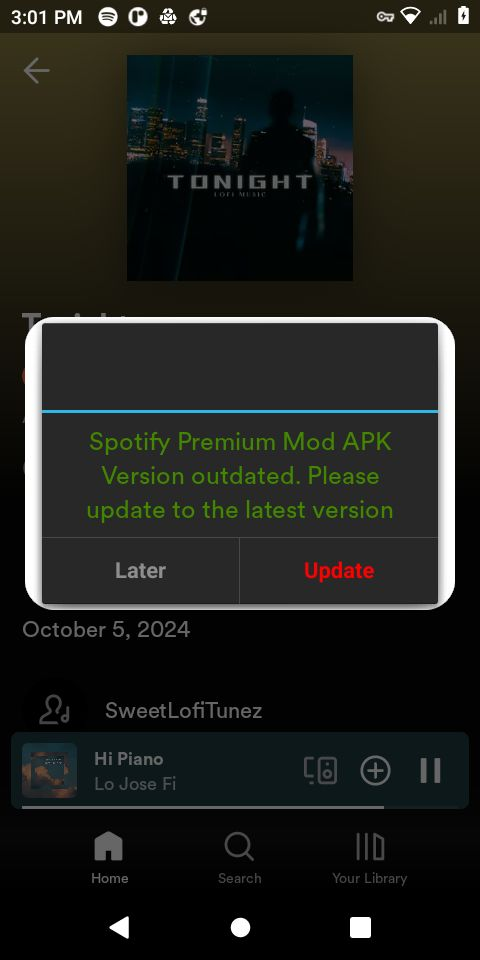 3:01 PM
TONIGHT
LOFI MUSIC
Spotify Premium Mod APK
Version outdated. Please
update to the latest version
Later
Update
October 5, 2024
SweetLofiTunez
Hi Piano
Lo Jose Fi
Home
Search
Your Library